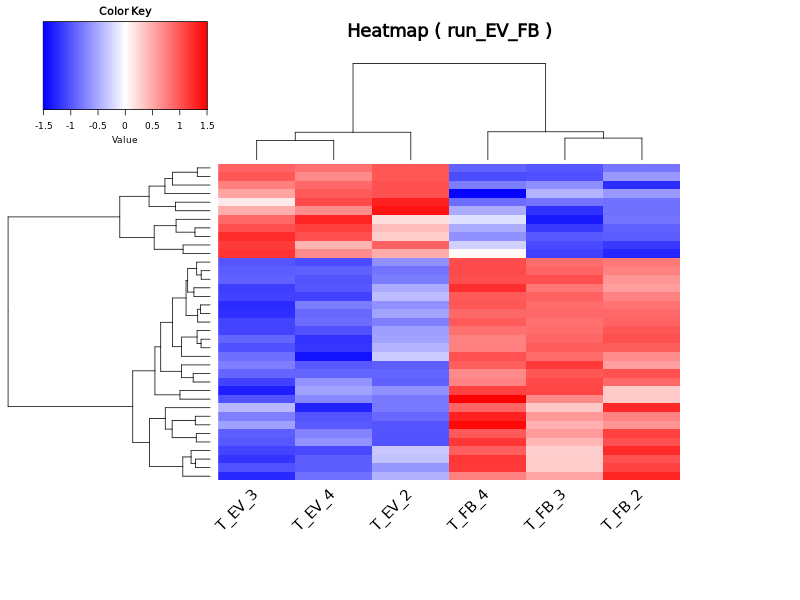 Color Key
-1.5 -1 -0.5 0 0.5 1 1.5
Value
Heatmap ( run_EV_FB )
T_EV_3 T_EV_4 T_EV_2 T_FB_4 T_FB_3 T_FB_2